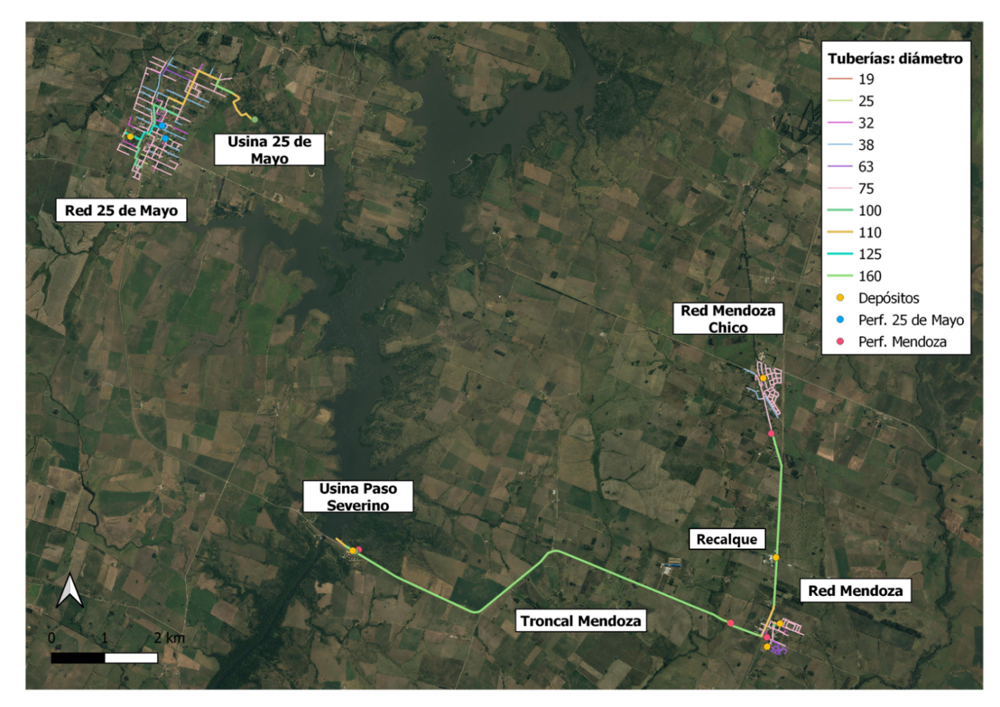 Tuberías: diámetro
19
25
32
38
63
75
100
110
125
160
Depósitos
Perf. 25 de Mayo
Perf. Mendoza
Usina 25 de
Mayo
Red 25 de Mayo
Red Mendoza
Chico
Usina Paso
Severino
Recalque
Red Mendoza
Troncal Mendoza
0 1 2 km